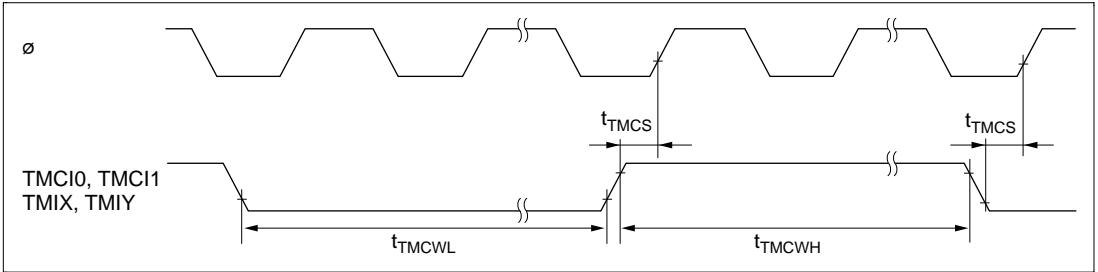 ø
tTMCS
tTMCS
TMCI0, TMCI1
TMIX, TMIY
tTMCWL
tTMCWH